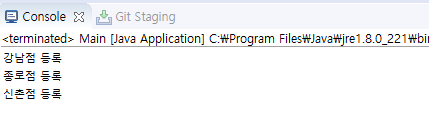 Console Git Staging
<terminated> Main [Java Application] C:₩Program Files₩Java₩jre1.8.0_221₩bin
강남점 등록
종로점 등록
신촌점 등록